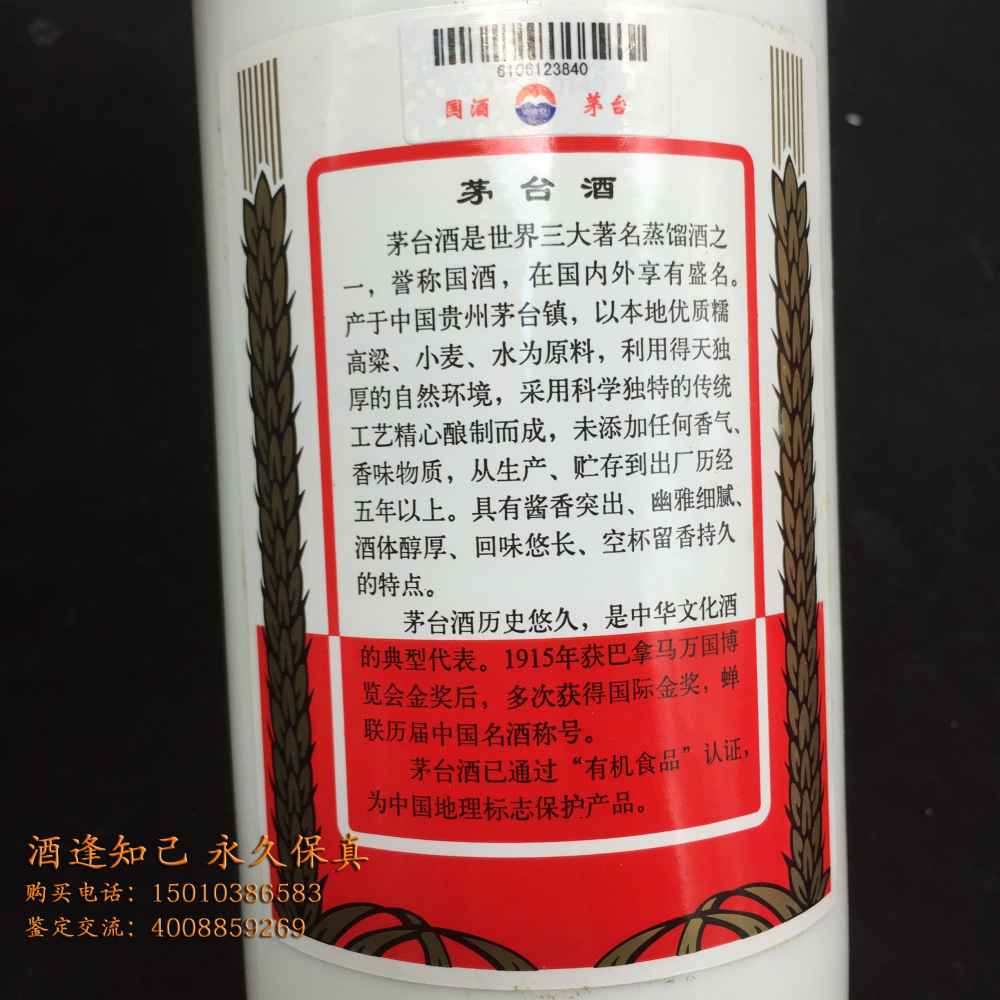 6106123840
国酒 茅台
茅台酒
茅台酒是世界三大著名蒸馏酒之
一，誉称国酒，在国内外享有盛名。
产于中国贵州茅台镇，以本地优质糯
高粱、小麦、水为原料，利用得天独
厚的自然环境，采用科学独特的传统
工艺精心酿制而成，未添加任何香气、
香味物质，从生产、贮存到出厂历经
五年以上。具有酱香突出、幽雅细腻、
酒体醇厚、回味悠长、空杯留香持久
的特点。
茅台酒历史悠久，是中华文化酒
的典型代表。1915年获巴拿马万国博
览会金奖后，多次获得国际金奖，蝉
联历届中国名酒称号。
茅台酒已通过“有机食品”认证，
为中国地理标志保护产品。
酒逢知己 永久保真
购买电话：15010386583
鉴定交流：4008859269